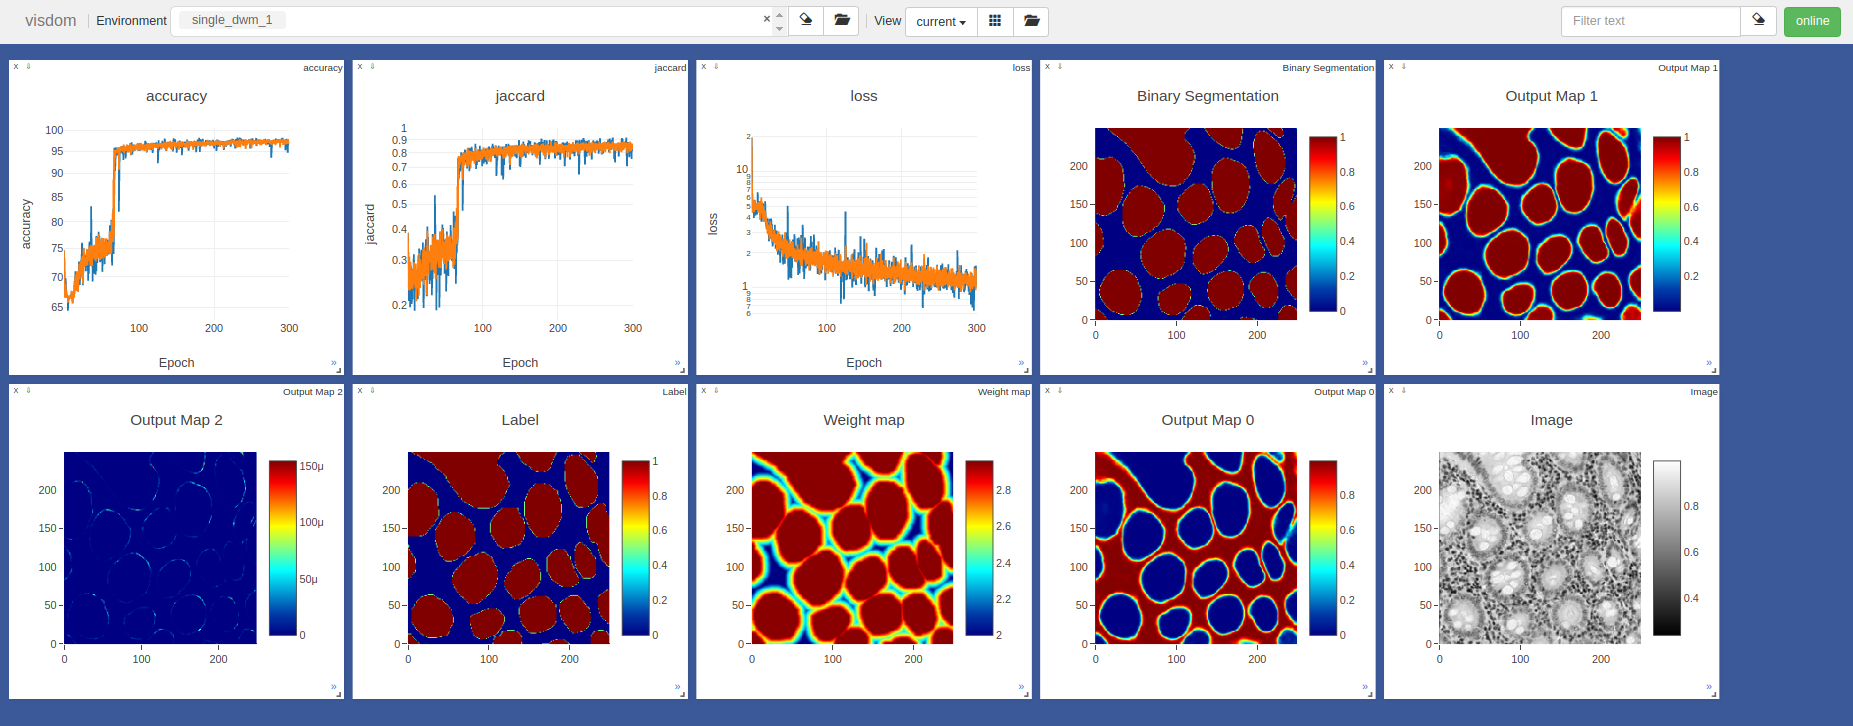 visdom Environment single_dwm_1 × View current online
Filter text
x accuracy
accuracy
100
95
90
85
80
75
70
65
accuracy
100 200 300
Epoch
»
x jaccard
jaccard
1
0.9
0.8
0.7
0.6
0.5
0.4
0.3
0.2
jaccard
100 200 300
Epoch
»
x loss
loss
2
10
9
8
7
6
5
4
3
2
1
9
8
7
6
loss
100 200 300
Epoch
»
x Binary Segmentation
Binary Segmentation
200
150
100
50
0
0 100 200
1
0.8
0.6
0.4
0.2
0
»
x Output Map 1
Output Map 1
200
150
100
50
0
0 100 200
1
0.8
0.6
0.4
0.2
»
x Output Map 2
Output Map 2
200
150
100
50
0
0 100 200
150μ
100μ
50μ
0
»
x Label
Label
200
150
100
50
0
0 100 200
1
0.8
0.6
0.4
0.2
0
»
x Weight map
Weight map
200
150
100
50
0
0 100 200
2.8
2.6
2.4
2.2
2
»
x Output Map 0
Output Map 0
200
150
100
50
0
0 100 200
0.8
0.6
0.4
0.2
0
»
x Image
Image
200
150
100
50
0
0 100 200
0.8
0.6
0.4
»